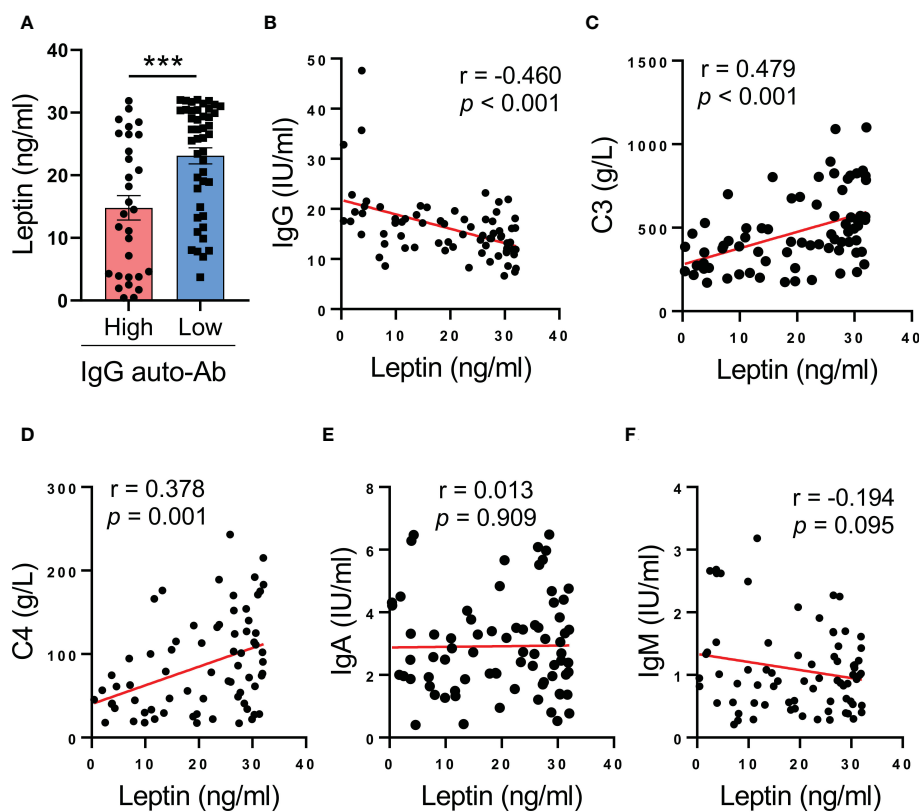 A
Leptin (ng/ml)
40
30
20
10
0
***
High Low
IgG auto-Ab
B
IgG (IU/ml)
50
40
30
20
10
0
r = -0.460
p < 0.001
0 10 20 30 40
Leptin (ng/ml)
C
C3 (g/L)
1500
1000
500
0
r = 0.479
p < 0.001
0 10 20 30 40
Leptin (ng/ml)
D
C4 (g/L)
300
200
100
0
r = 0.378
p = 0.001
0 10 20 30 40
Leptin (ng/ml)
E
IgA (IU/ml)
8
6
4
2
0
r = 0.013
p = 0.909
0 10 20 30 40
Leptin (ng/ml)
F
IgM (IU/ml)
4
3
2
1
0
r = -0.194
p = 0.095
0 10 20 30 40
Leptin (ng/ml)